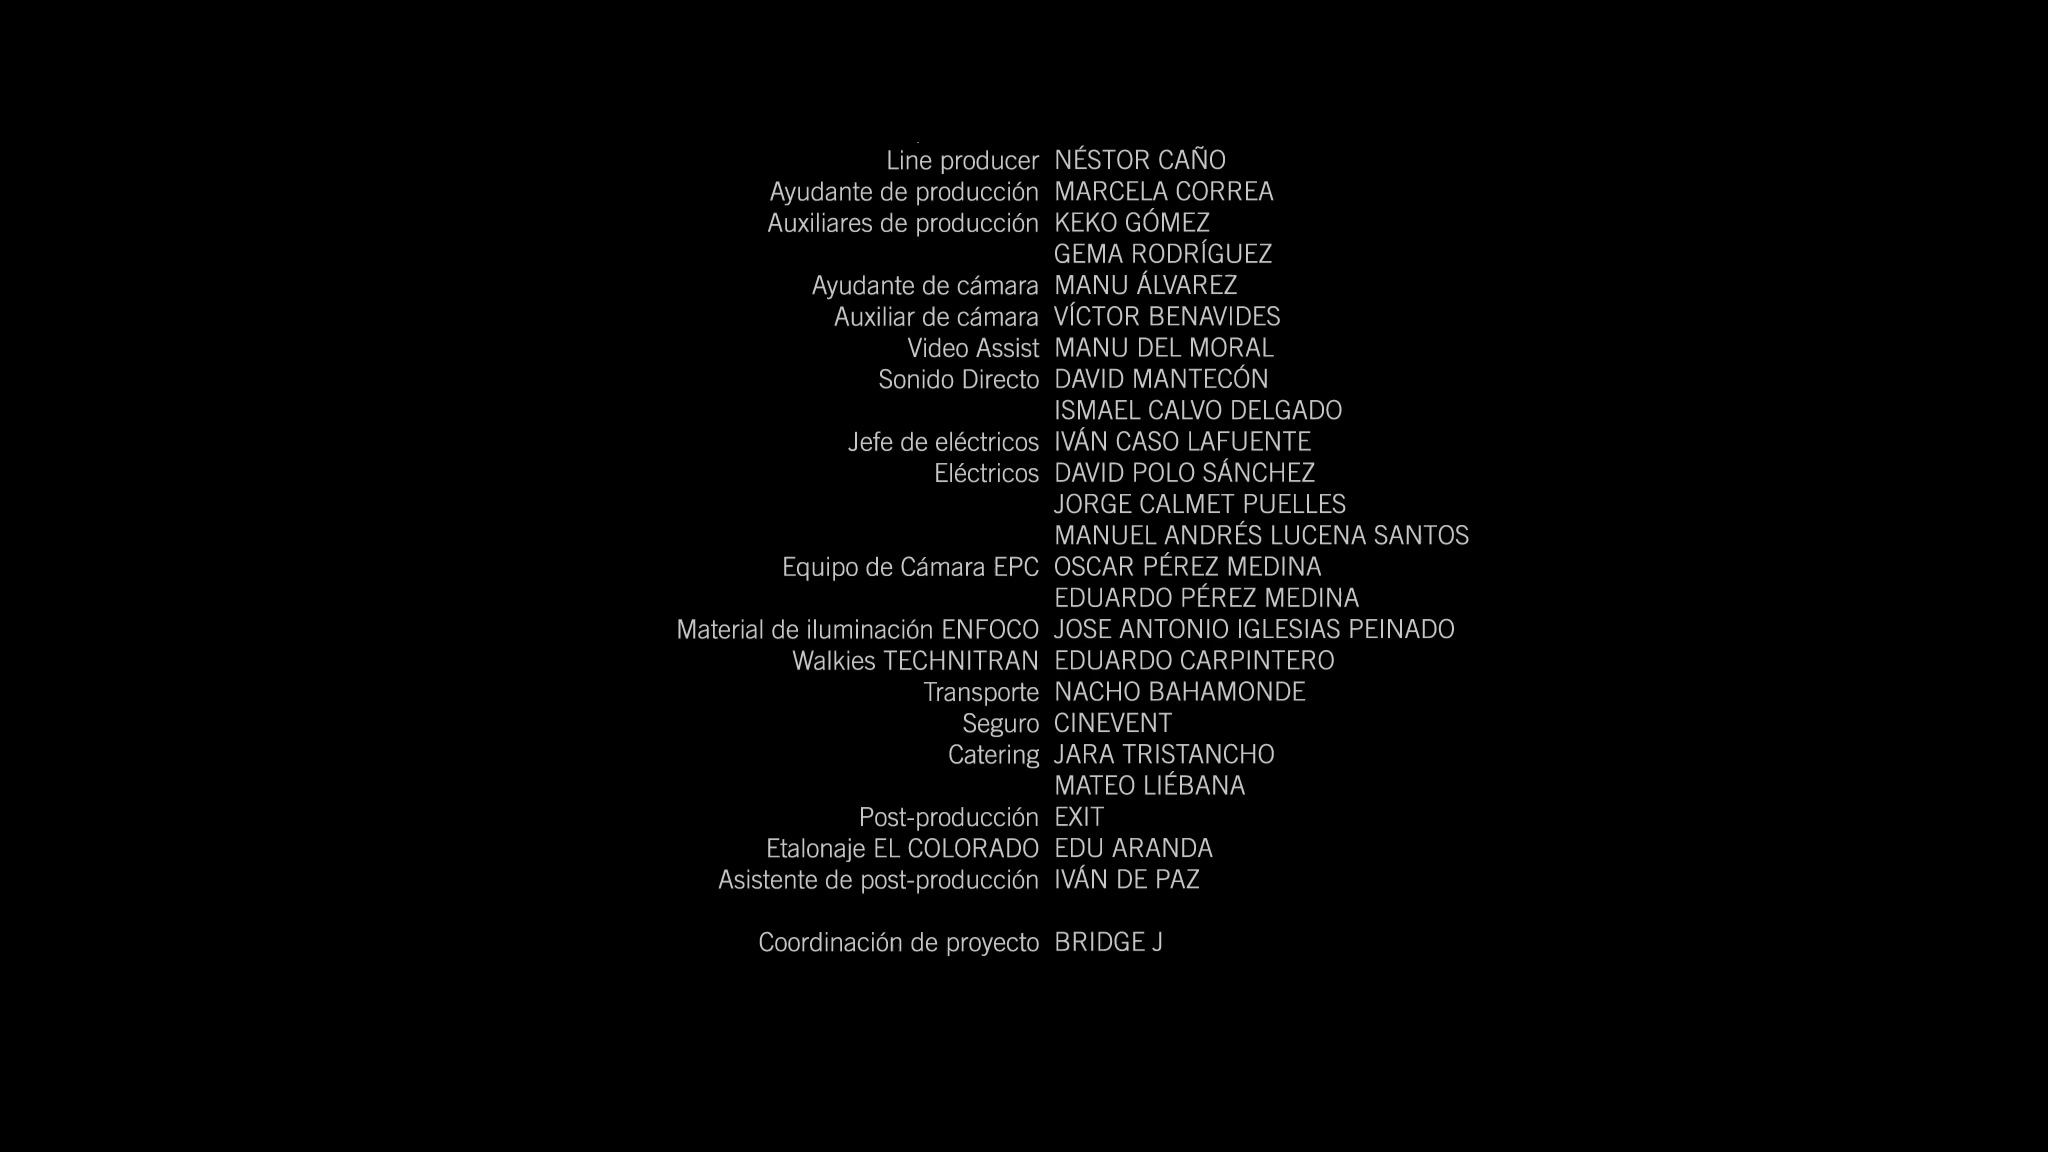 Line producer NÉSTOR CAÑO
Ayudante de producción MARCELA CORREA
Auxiliares de producción KEKO GÓMEZ
GEMA RODRÍGUEZ
Ayudante de cámara MANU ÁLVAREZ
Auxiliar de cámara VÍCTOR BENAVIDES
Video Assist MANU DEL MORAL
Sonido Directo DAVID MANTECÓN
ISMAEL CALVO DELGADO
Jefe de eléctricos IVÁN CASO LAFUENTE
Eléctricos DAVID POLO SÁNCHEZ
JORGE CALMET PUELLES
MANUEL ANDRÉS LUCENA SANTOS
Equipo de Cámara EPC OSCAR PÉREZ MEDINA
EDUARDO PÉREZ MEDINA
Material de iluminación ENFOCO JOSE ANTONIO IGLESIAS PEINADO
Walkies TECHNITRAN EDUARDO CARPINTERO
Transporte NACHO BAHAMONDE
Seguro CINEVENT
Catering JARA TRISTANCHO
MATEO LIÉBANA
Post-producción EXIT
Etalonaje EL COLORADO EDU ARANDA
Asistente de post-producción IVÁN DE PAZ
Coordinación de proyecto BRIDGE J